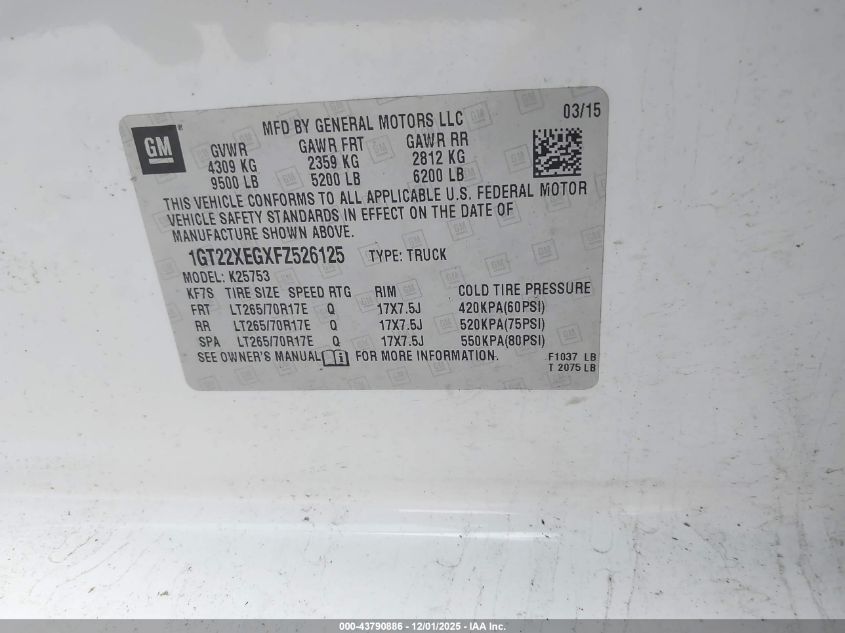 03/15
GM
MFD BY GENERAL MOTORS LLC
GVWR GAWR FRT GAWR RR
4309 KG 2359 KG 2812 KG
9500 LB 5200 LB 6200 LB
THIS VEHICLE CONFORMS TO ALL APPLICABLE U.S. FEDERAL MOTOR
VEHICLE SAFETY STANDARDS IN EFFECT ON THE DATE OF
MANUFACTURE SHOWN ABOVE.
1GT22XEGXFZ526125 TYPE: TRUCK
MODEL: K25753
KF7S TIRE SIZE SPEED RTG RIM COLD TIRE PRESSURE
FRT LT265/70R17E Q 17X7.5J 420KPA(60PSI)
RR LT265/70R17E Q 17X7.5J 520KPA(75PSI)
SPA LT265/70R17E Q 17X7.5J 550KPA(80PSI)
SEE OWNER'S MANUAL FOR MORE INFORMATION.
F1037 LB
T 2075 LB
000-43790886 - 12/01/2025 - IAA Inc.